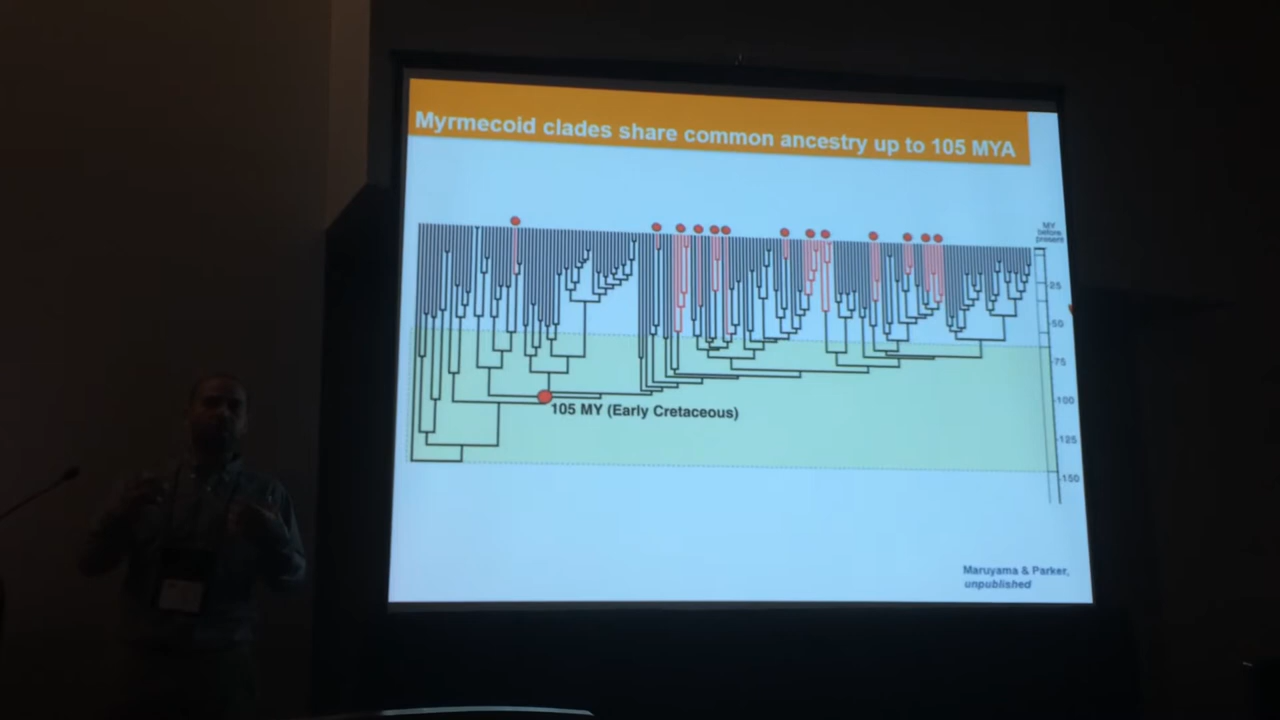 Myrmecoid clades share common ancestry up to 105 MYA
MY
before
present
25
50
75
100
105 MY (Early Cretaceous)
125
150
Maruyama & Parker,
unpublished